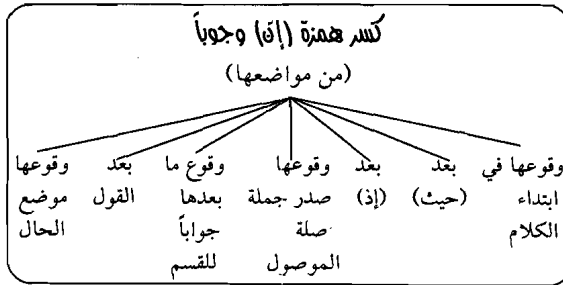 كسر همزة (إن) وجوباً
(من مواضعها)
وقوعها في
ابتداء
الكلام
بعد
(حيث)
بعد
(إذ)
وقوعها
صدر جملة
صلة
الموصول
وقوع ما
بعدها
جواباً
للقسم
بعد
القول
وقوعها
موضع
الحال